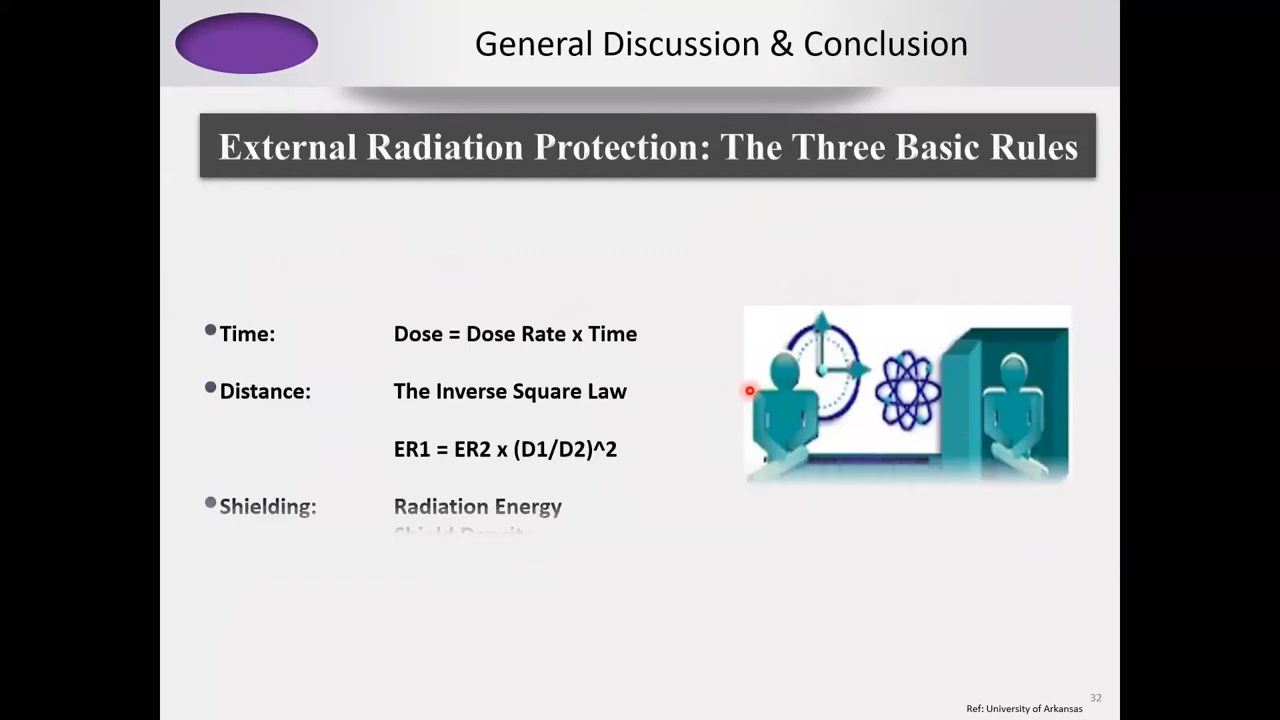 General Discussion & Conclusion
External Radiation Protection: The Three Basic Rules
Time: Dose = Dose Rate x Time
Distance: The Inverse Square Law
ER1 = ER2 x (D1/D2)^2
Shielding: Radiation Energy
32
Ref: University of Arkansas